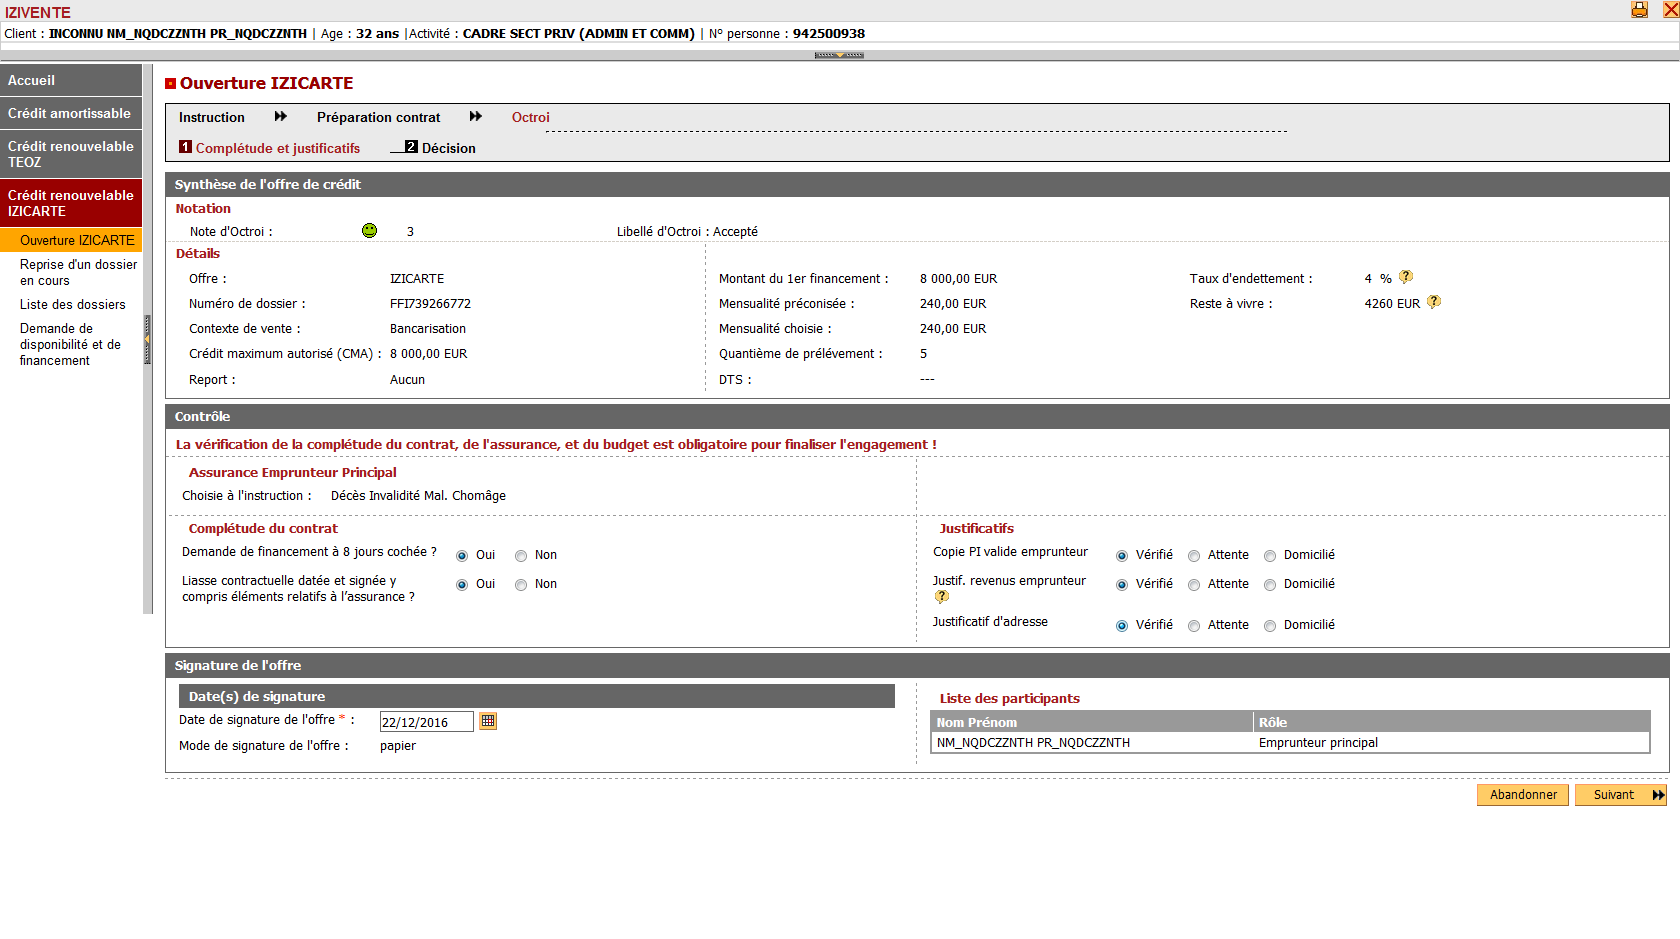 IZIVENTE
Client : INCONNU NM_NQDCZZNTH PR_NQDCZZNTH | Age : 32 ans |Activité : CADRE SECT PRIV (ADMIN ET COMM) | N° personne : 942500938
Accueil
Crédit amortissable
Crédit renouvelable
TEOZ
Crédit renouvelable
IZICARTE
Ouverture IZICARTE
Reprise d'un dossier
en cours
Liste des dossiers
Demande de
disponibilité et de
financement
Ouverture IZICARTE
Instruction Préparation contrat Octroi
1 Complétude et justificatifs 2 Décision
Synthèse de l'offre de crédit
Notation
Note d'Octroi : 3 Libellé d'Octroi : Accepté
Détails
Offre : IZICARTE Montant du 1er financement : 8 000,00 EUR Taux d'endettement : 4 % ?
Numéro de dossier : FFI739266772 Mensualité préconisée : 240,00 EUR Reste à vivre : 4260 EUR ?
Contexte de vente : Bancarisation Mensualité choisie : 240,00 EUR
Crédit maximum autorisé (CMA) : 8 000,00 EUR Quantième de prélévement : 5
Report : Aucun DTS : ---
Contrôle
La vérification de la complétude du contrat, de l'assurance, et du budget est obligatoire pour finaliser l'engagement !
Assurance Emprunteur Principal
Choisie à l'instruction : Décès Invalidité Mal. Chomâge
Complétude du contrat
Demande de financement à 8 jours cochée ? Oui Non
Liasse contractuelle datée et signée y
compris éléments relatifs à l'assurance ? Oui Non
Justificatifs
Copie PI valide emprunteur Vérifié Attente Domicilié
Justif. revenus emprunteur ? Vérifié Attente Domicilié
Justificatif d'adresse Vérifié Attente Domicilié
Signature de l'offre
Date(s) de signature
Date de signature de l'offre * : 22/12/2016
Mode de signature de l'offre : papier
Liste des participants
Nom Prénom Rôle
NM_NQDCZZNTH PR_NQDCZZNTH Emprunteur principal
Abandonner Suivant